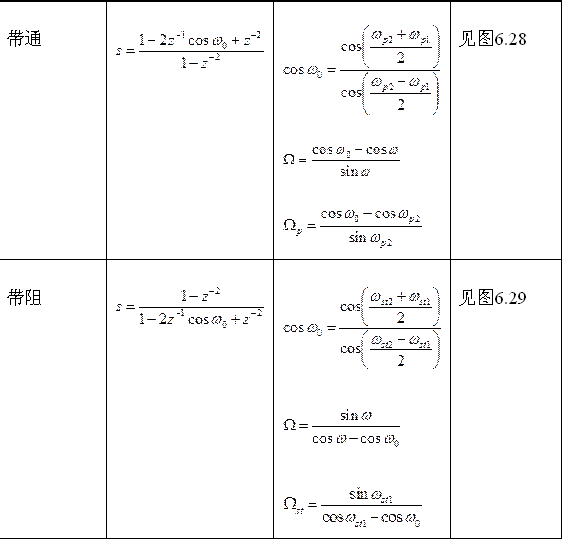 带通 s = \frac{1-2z^{-1}\cos\omega_0+z^{-2}}{1-z^{-2}} \cos\omega_0 = \frac{\cos\left(\frac{\omega_{p2}+\omega_{p1}}{2}\right)}{\cos\left(\frac{\omega_{p2}-\omega_{p1}}{2}\right)} 见图6.28
\Omega = \frac{\cos\omega_0-\cos\omega}{\sin\omega}
\Omega_p = \frac{\cos\omega_0-\cos\omega_{p2}}{\sin\omega_{p2}}
带阻 s = \frac{1-z^{-2}}{1-2z^{-1}\cos\omega_0+z^{-2}} \cos\omega_0 = \frac{\cos\left(\frac{\omega_{st2}+\omega_{st1}}{2}\right)}{\cos\left(\frac{\omega_{st2}-\omega_{st1}}{2}\right)} 见图6.29
\Omega = \frac{\sin\omega}{\cos\omega-\cos\omega_0}
\Omega_{st} = \frac{\sin\omega_{st1}}{\cos\omega_{st1}-\cos\omega_0}